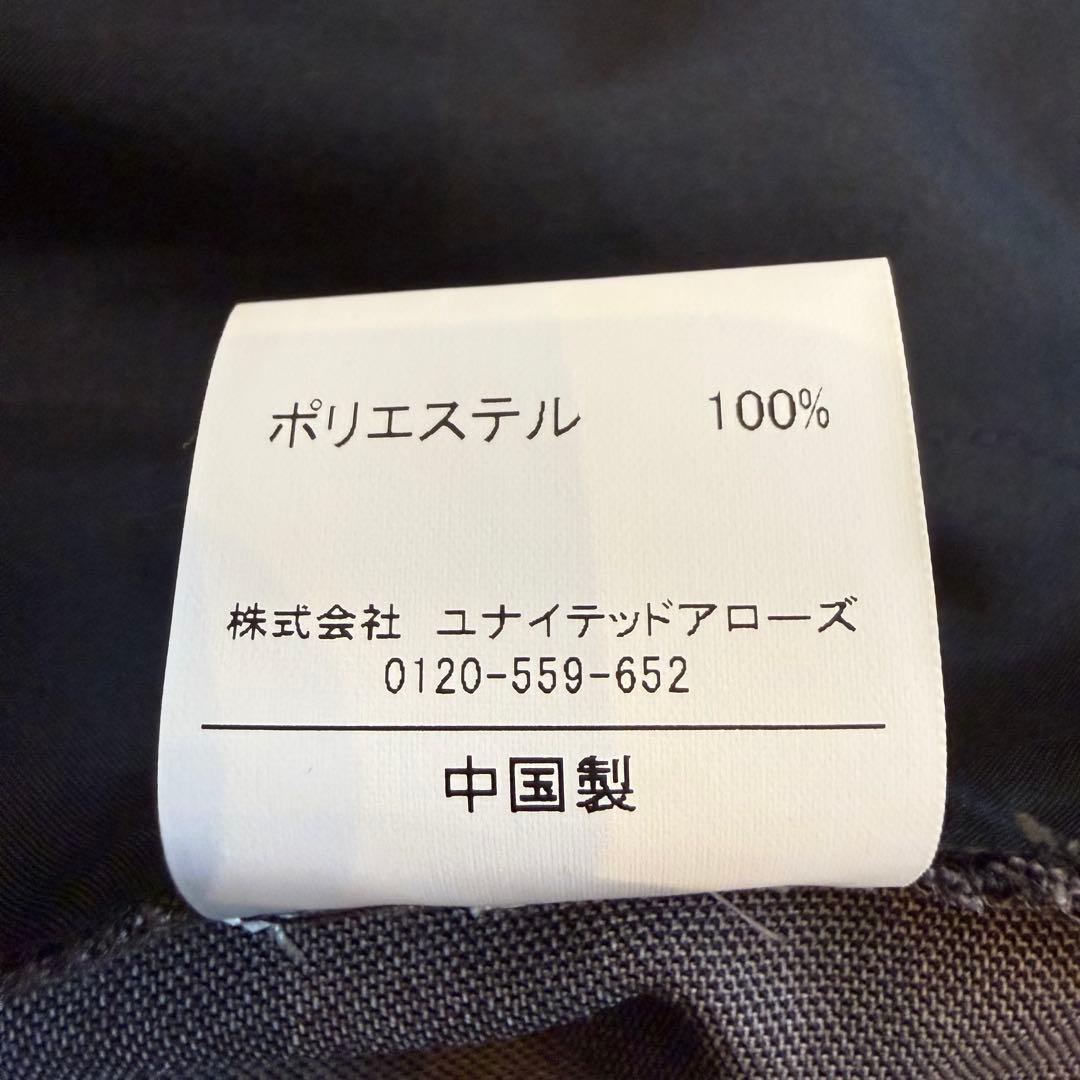 ポリエステル 100%
株式会社 ユナイテッドアローズ
0120-559-652
中国製